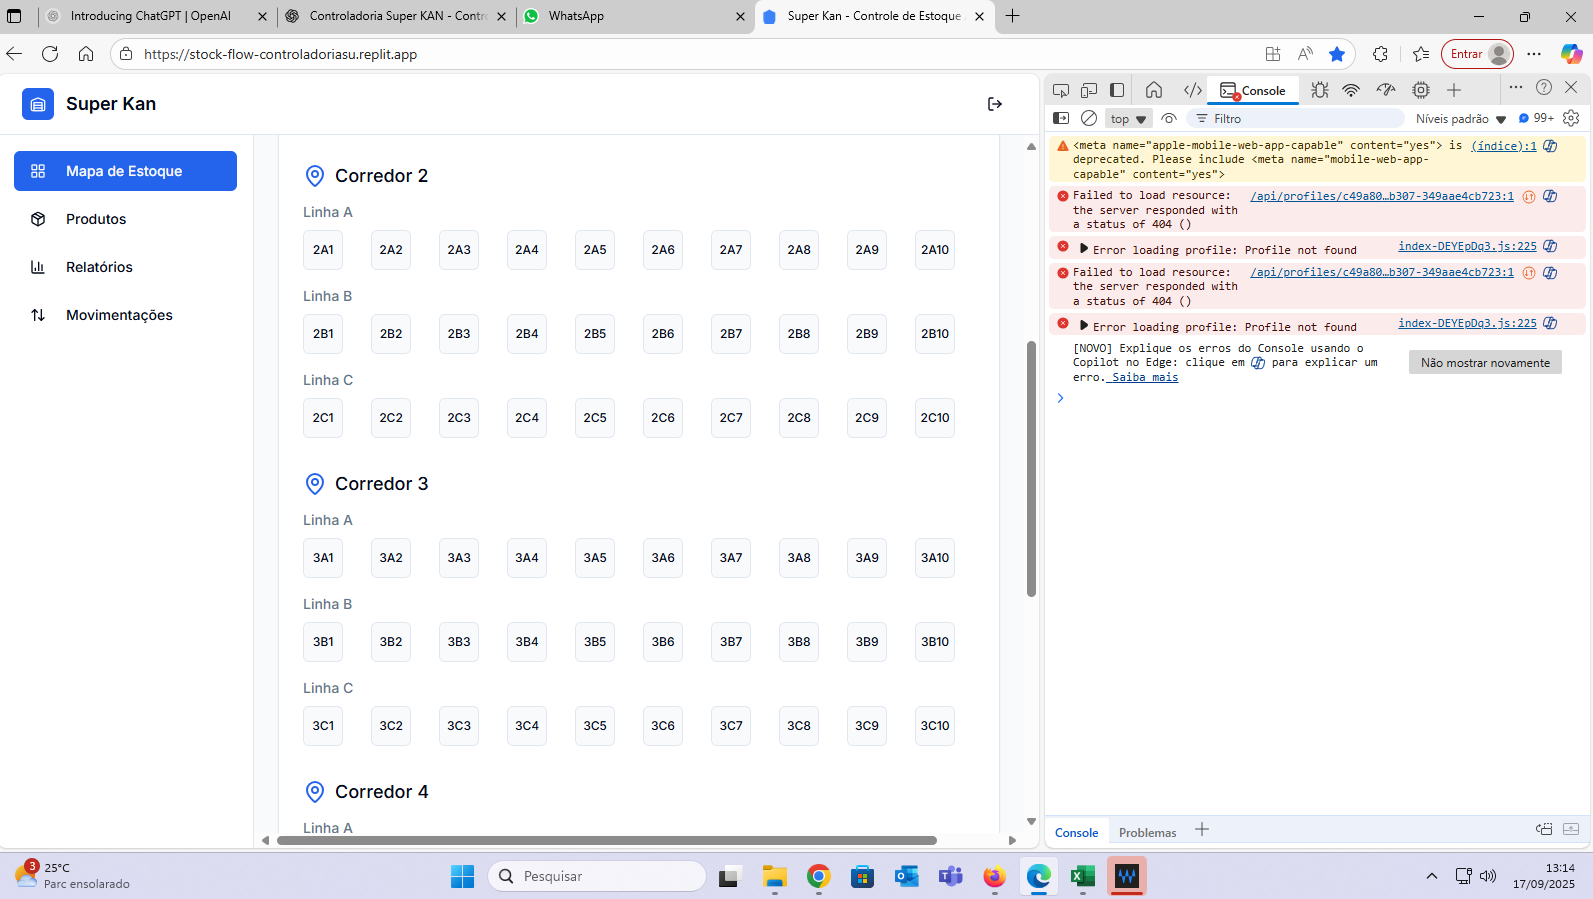 Introducing ChatGPT | OpenAI
Controladoria Super KAN - Contro
WhatsApp
Super Kan - Controle de Estoque
https://stock-flow-controladoriasu.replit.app
Entrar
Super Kan
Mapa de Estoque
Produtos
Relatórios
Movimentações
Corredor 2
Linha A
2A1 2A2 2A3 2A4 2A5 2A6 2A7 2A8 2A9 2A10
Linha B
2B1 2B2 2B3 2B4 2B5 2B6 2B7 2B8 2B9 2B10
Linha C
2C1 2C2 2C3 2C4 2C5 2C6 2C7 2C8 2C9 2C10
Corredor 3
Linha A
3A1 3A2 3A3 3A4 3A5 3A6 3A7 3A8 3A9 3A10
Linha B
3B1 3B2 3B3 3B4 3B5 3B6 3B7 3B8 3B9 3B10
Linha C
3C1 3C2 3C3 3C4 3C5 3C6 3C7 3C8 3C9 3C10
Corredor 4
Linha A
Console
top
Filtro
Níveis padrão
99+
<meta name="apple-mobile-web-app-capable" content="yes"> is (índice):1
deprecated. Please include <meta name="mobile-web-app-
capable" content="yes">
Failed to load resource: /api/profiles/c49a80…b307-349aae4cb723:1
the server responded with
a status of 404 ()
Error loading profile: Profile not found index-DEYEpDq3.js:225
Failed to load resource: /api/profiles/c49a80…b307-349aae4cb723:1
the server responded with
a status of 404 ()
Error loading profile: Profile not found index-DEYEpDq3.js:225
[NOVO] Explique os erros do Console usando o
Copilot no Edge: clique em para explicar um
erro. Saiba mais
Não mostrar novamente
Console
Problemas
3
25°C
Parc ensolarado
Pesquisar
13:14
17/09/2025